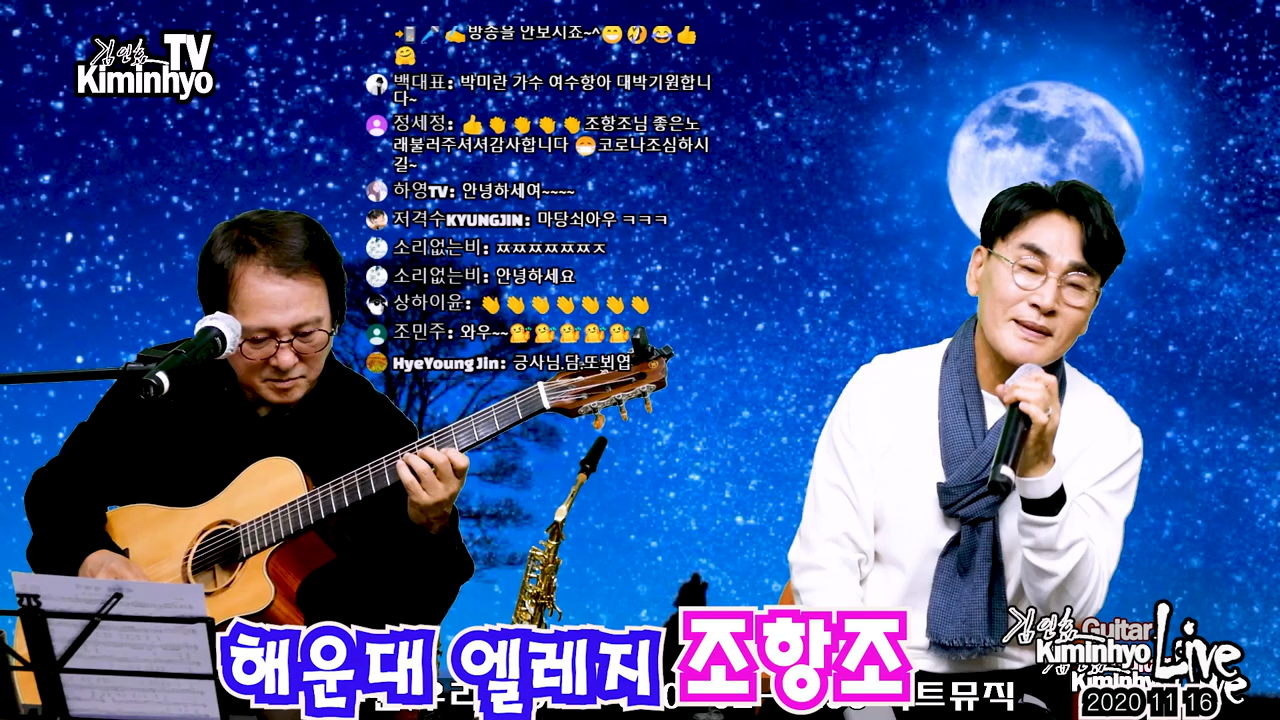 김인효 TV
Kiminhyo
방송을 안보시죠~^
백대표: 박미란 가수 여수항아 대박기원합니
다~
정세정: 조항조님 좋은노
래불러주셔서감사합니다 코로나조심하시
길~
하영TV: 안녕하세여~~~~
저격수KYUNGJIN: 마당쇠아우 ㅋㅋㅋ
소리없는비: ㅉㅉㅉㅉㅉㅉㅈ
소리없는비: 안녕하세요
상하이윤:
조민주: 와우~~
HyeYoung Jin: 긍사님.담.또뵈엽
해운대 엘레지 조항조
트뮤직
김인효 Guitar
Kiminhyo Live
2020 11 16